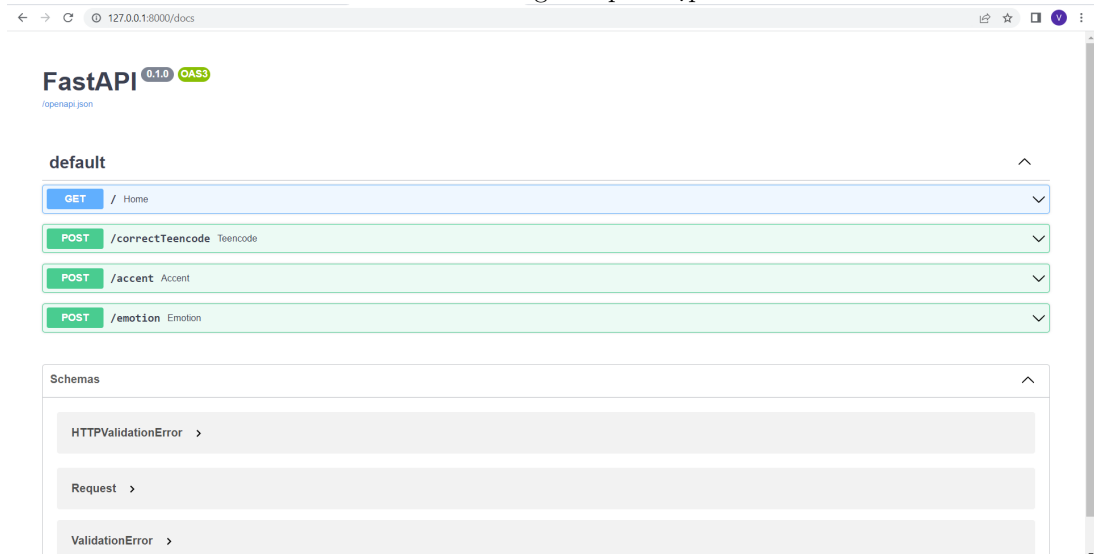 127.0.0.1:8000/docs
V
FastAPI 0.1.0 OAS3
/openapi.json
default
GET / Home
POST /correctTeencode Teencode
POST /accent Accent
POST /emotion Emotion
Schemas
HTTPValidationError
Request
ValidationError